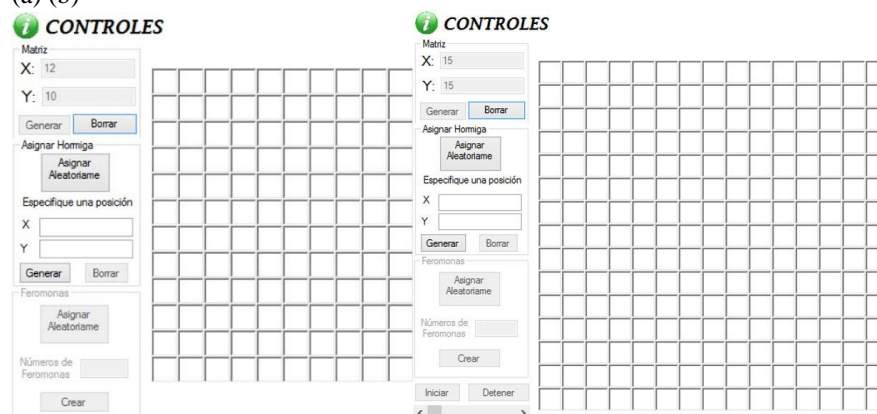 (a) (b)
CONTROLES
Matriz
X: 12
Y: 10
Generar Borrar
Asignar Hormiga
Asignar
Aleatoriame
Especifique una posición
X
Y
Generar Borrar
Feromonas
Asignar
Aleatoriame
Números de
Feromonas
Crear
CONTROLES
Matriz
X: 15
Y: 15
Generar Borrar
Asignar Hormiga
Asignar
Aleatoriame
Especifique una posición
X
Y
Generar Borrar
Feromonas
Asignar
Aleatoriame
Números de
Feromonas
Crear
Iniciar Detener